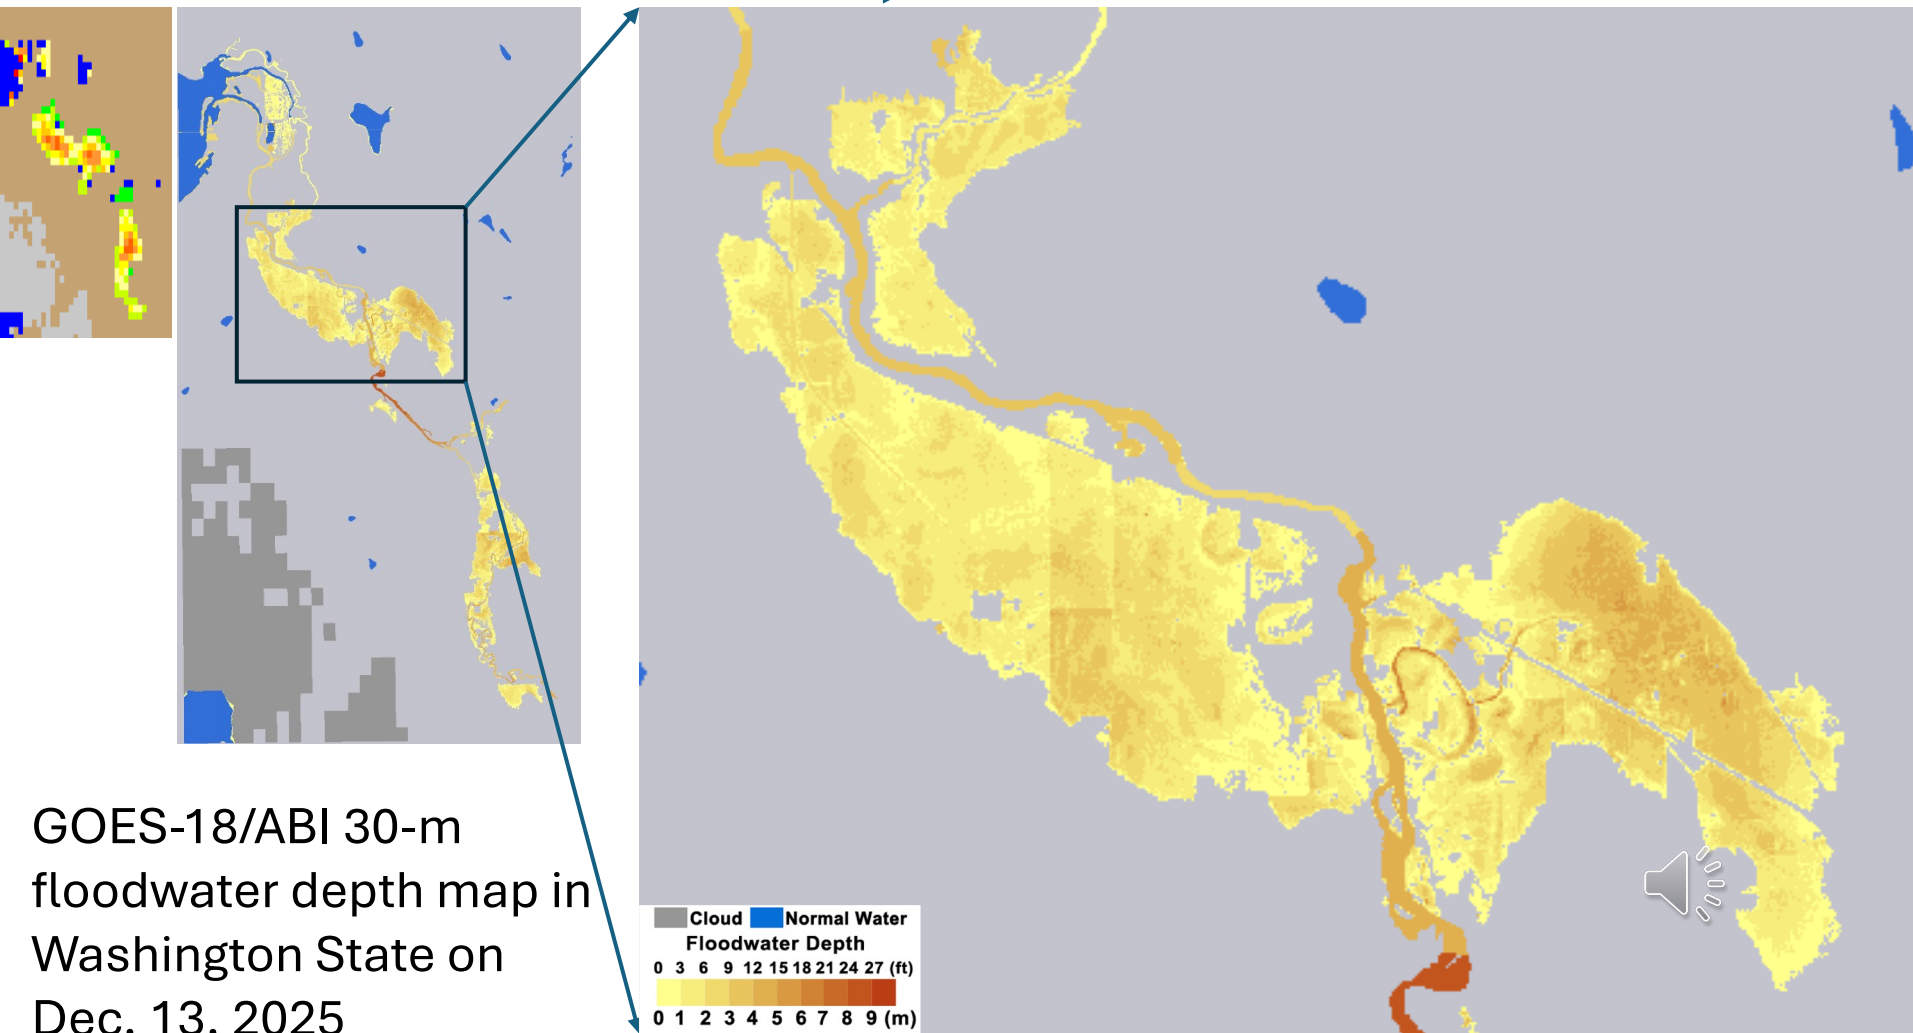 GOES-18/ABI 30-m
floodwater depth map in
Washington State on
Dec. 13, 2025
Cloud Normal Water
Floodwater Depth
0 3 6 9 12 15 18 21 24 27 (ft)
0 1 2 3 4 5 6 7 8 9 (m)